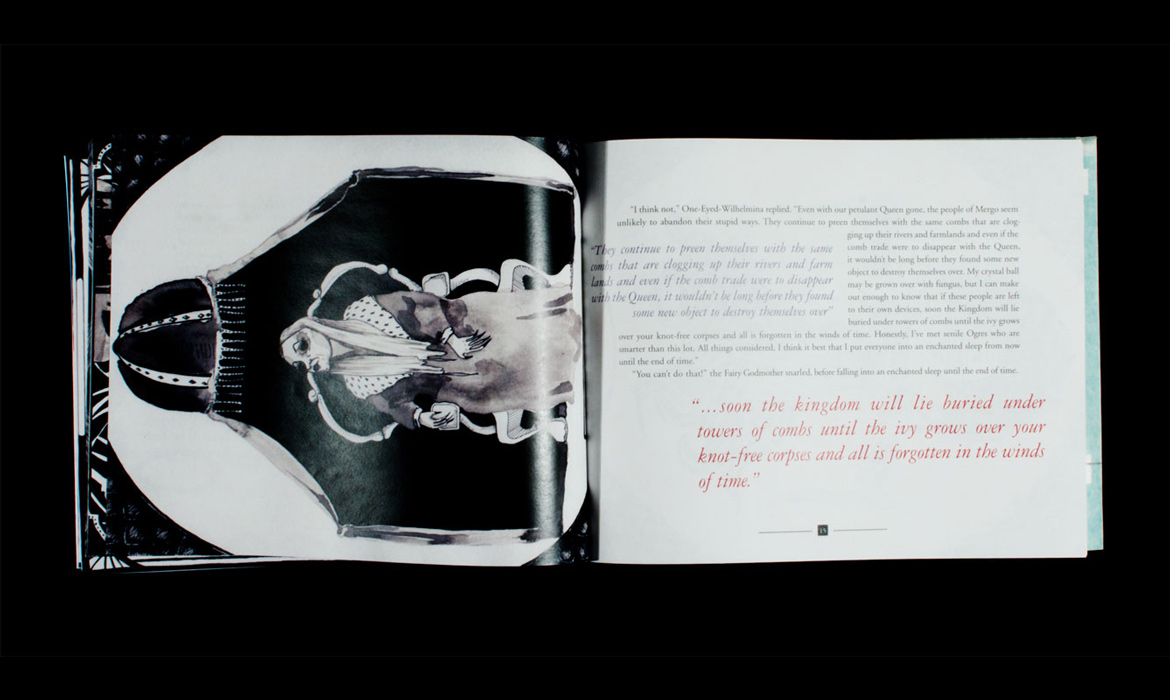 "I think not," One-Eyed-Wilhelmina replied. "Even with our petulant Queen gone, the people of Mergo seem
unlikely to abandon their stupid ways. They continue to preen themselves with the same combs that are clog-
ging up their rivers and farmlands and even if the
comb trade were to disappear with the Queen,
it wouldn't be long before they found some new
object to destroy themselves over. My crystal ball
may be grown over with fungus, but I can make
out enough to know that if these people are left
to their own devices, soon the Kingdom will lie
buried under towers of combs until the ivy grows
"They continue to preen themselves with the same
combs that are clogging up their rivers and farm
lands and even if the comb trade were to disappear
with the Queen, it wouldn't be long before they found
some new object to destroy themselves over"
over your knot-free corpses and all is forgotten in the winds of time. Honestly, I've met senile Ogres who are
smarter than this lot. All things considered, I think it best that I put everyone into an enchanted sleep from now
until the end of time."
"You can't do that!" the Fairy Godmother snarled, before falling into an enchanted sleep until the end of time.
"...soon the kingdom will lie buried under
towers of combs until the ivy grows over your
knot-free corpses and all is forgotten in the winds
of time."